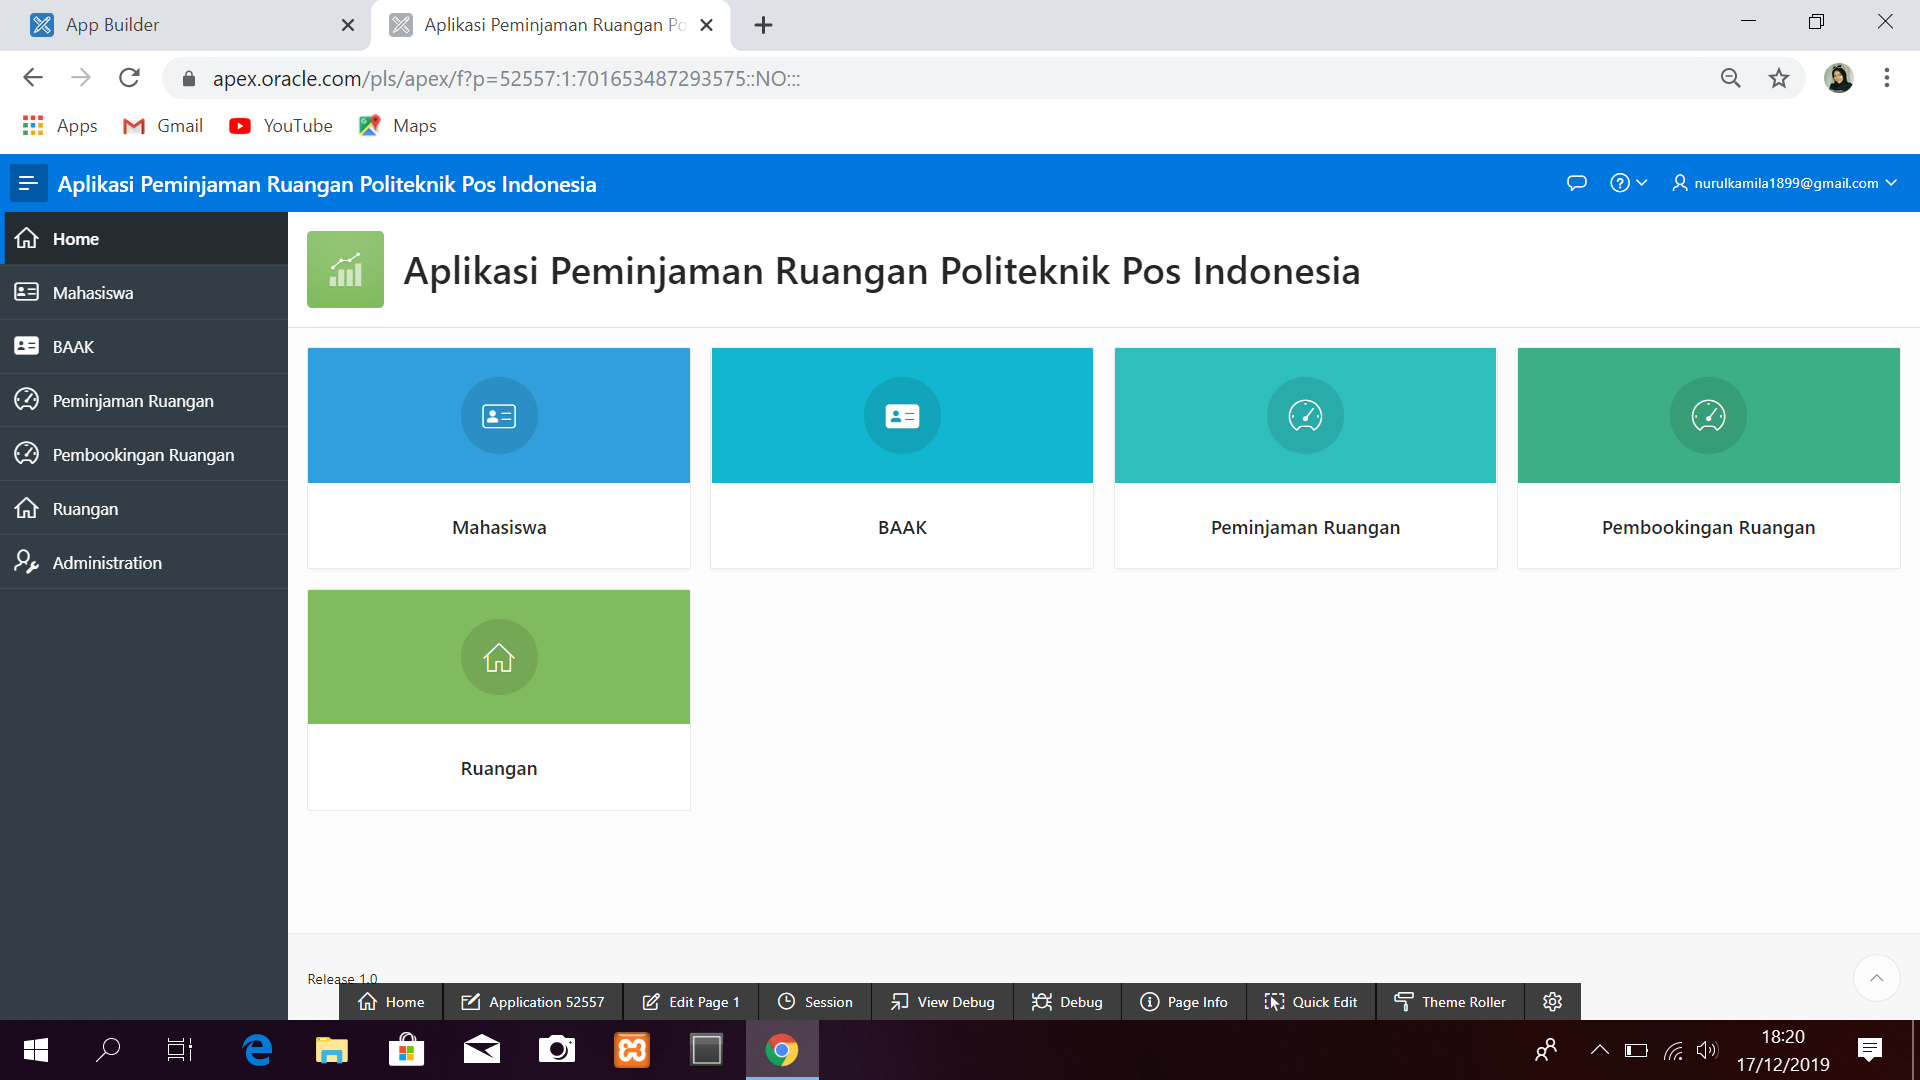 App Builder
Aplikasi Peminjaman Ruangan Po
apex.oracle.com/pls/apex/f?p=52557:1:701653487293575::NO:::
Apps
Gmail
YouTube
Maps
Aplikasi Peminjaman Ruangan Politeknik Pos Indonesia
nurulkamila1899@gmail.com
Home
Mahasiswa
BAAK
Peminjaman Ruangan
Pembookingan Ruangan
Ruangan
Administration
Aplikasi Peminjaman Ruangan Politeknik Pos Indonesia
Mahasiswa
BAAK
Peminjaman Ruangan
Pembookingan Ruangan
Ruangan
Release 1.0
Home
Application 52557
Edit Page 1
Session
View Debug
Debug
Page Info
Quick Edit
Theme Roller
18:20
17/12/2019